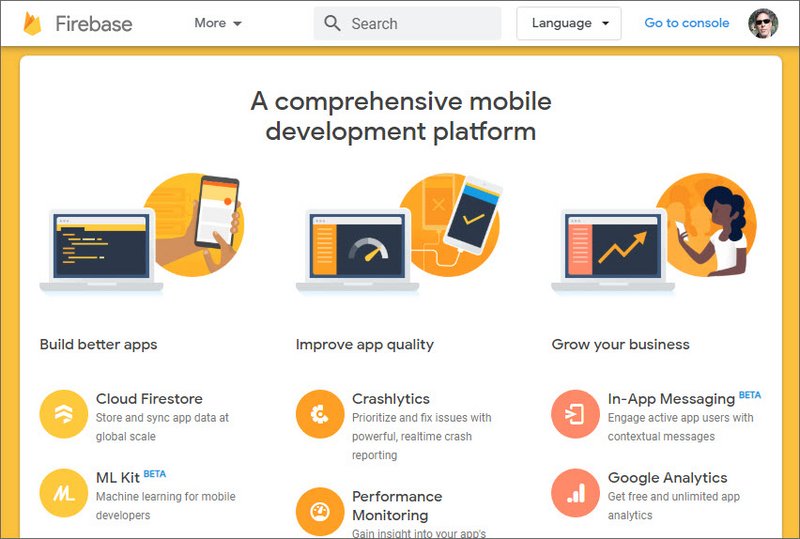 Firebase
More
Search
Language
Go to console
A comprehensive mobile
development platform
Build better apps
Cloud Firestore
Store and sync app data at
global scale
ML Kit BETA
Machine learning for mobile
developers
Improve app quality
Crashlytics
Prioritize and fix issues with
powerful, realtime crash
reporting
Performance
Monitoring
Gain insight into your app's
Grow your business
In-App Messaging BETA
Engage active app users with
contextual messages
Google Analytics
Get free and unlimited app
analytics